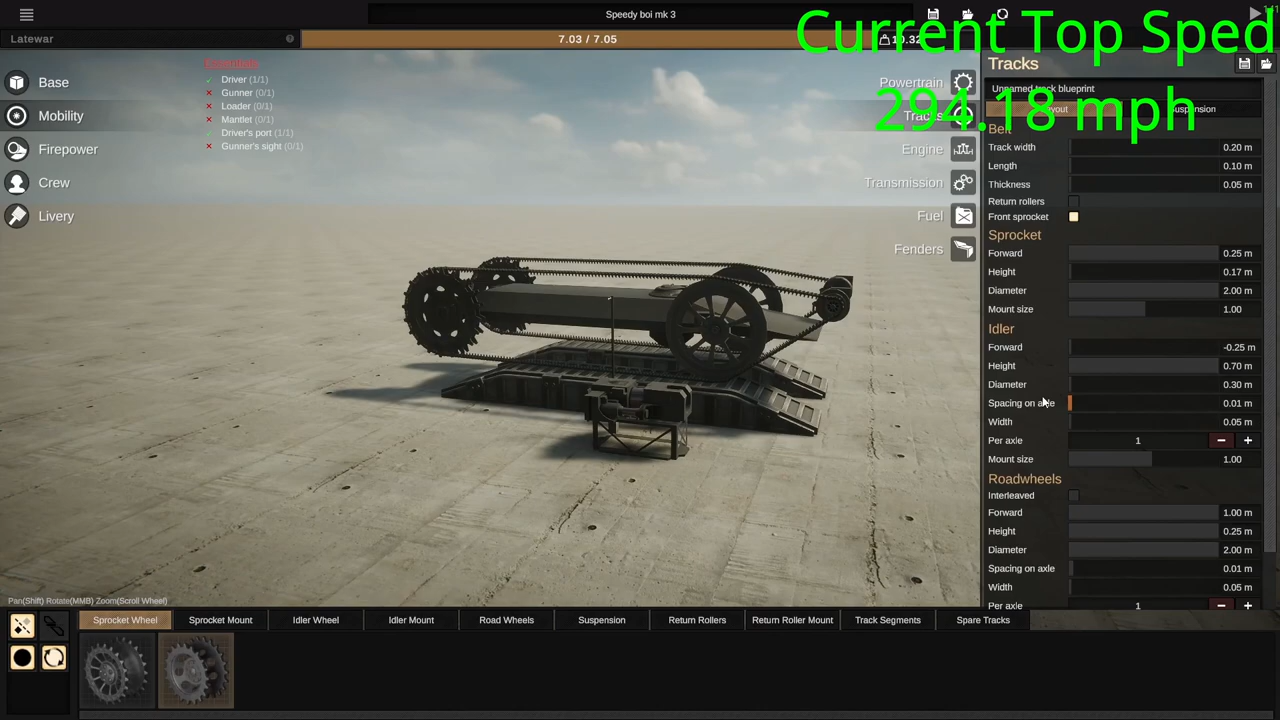 Speedy boi mk 3
Latewar
7.03 / 7.05
10.32
Current Top Sped
294.18 mph
Base
Mobility
Firepower
Crew
Livery
Essentials
Driver (1/1)
Gunner (0/1)
Loader (0/1)
Mantlet (0/1)
Driver's port (1/1)
Gunner's sight (0/1)
Powertrain
Tracks
Engine
Transmission
Fuel
Fenders
Tracks
Unnamed track blueprint
Layout
Suspension
Belt
Track width 0.20 m
Length 0.10 m
Thickness 0.05 m
Return rollers
Front sprocket
Sprocket
Forward 0.25 m
Height 0.17 m
Diameter 2.00 m
Mount size 1.00
Idler
Forward -0.25 m
Height 0.70 m
Diameter 0.30 m
Spacing on axle 0.01 m
Width 0.05 m
Per axle 1 − +
Mount size 1.00
Roadwheels
Interleaved
Forward 1.00 m
Height 0.25 m
Diameter 2.00 m
Spacing on axle 0.01 m
Width 0.05 m
Per axle 1 − +
Pan(Shift) Rotate(MMB) Zoom(Scroll Wheel)
Sprocket Wheel
Sprocket Mount
Idler Wheel
Idler Mount
Road Wheels
Suspension
Return Rollers
Return Roller Mount
Track Segments
Spare Tracks